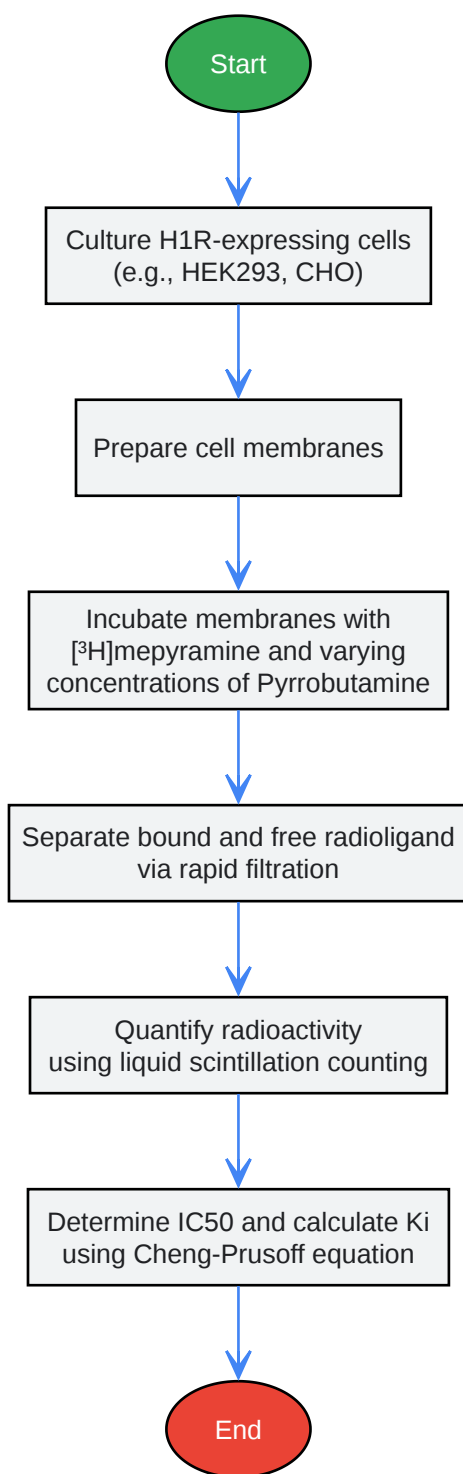 Start
Culture H1R-expressing cells
(e.g., HEK293, CHO)
Prepare cell membranes
Incubate membranes with
[³H]mepyramine and varying
concentrations of Pyrrobutamine
Separate bound and free radioligand
via rapid filtration
Quantify radioactivity
using liquid scintillation counting
Determine IC50 and calculate Ki
using Cheng-Prusoff equation
End